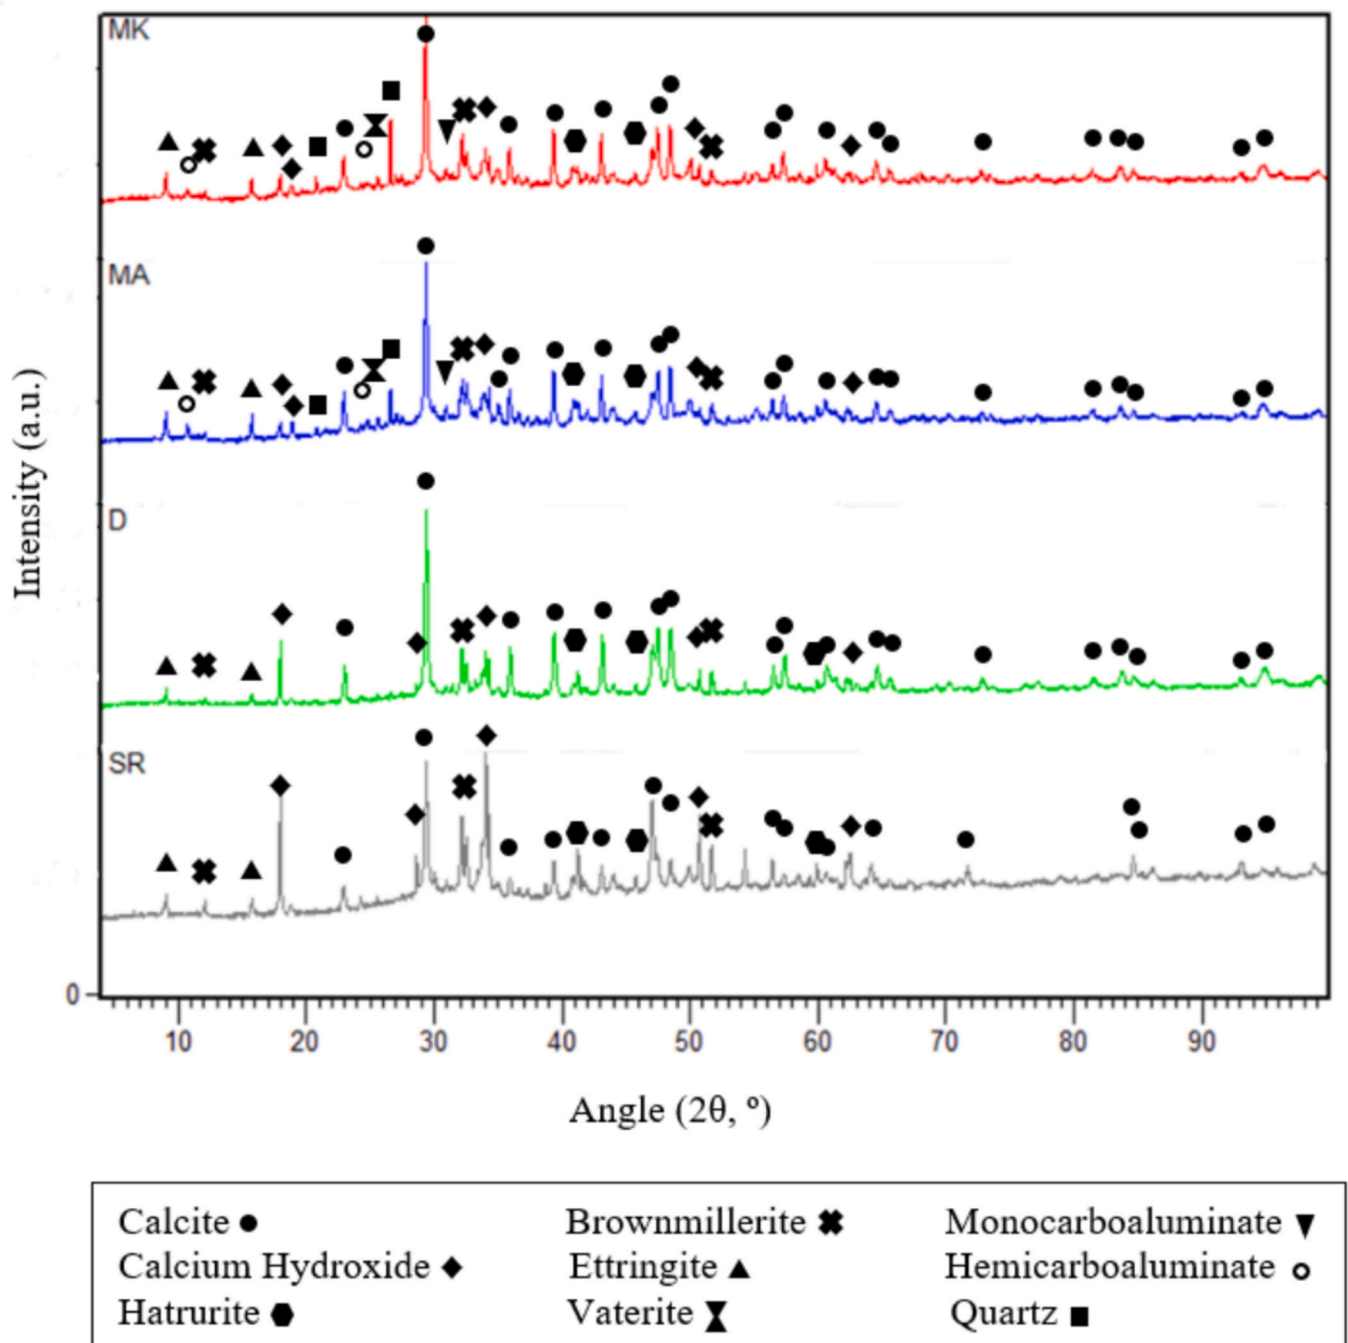 MK
MA
D
SR
Intensity (a.u.)
0
10 20 30 40 50 60 70 80 90
Angle (2θ, º)
Calcite ● Brownmillerite ✖ Monocarboaluminate ▼
Calcium Hydroxide ◆ Ettringite ▲ Hemicarboaluminate ○
Hatrurite ⬣ Vaterite ⧗ Quartz ■